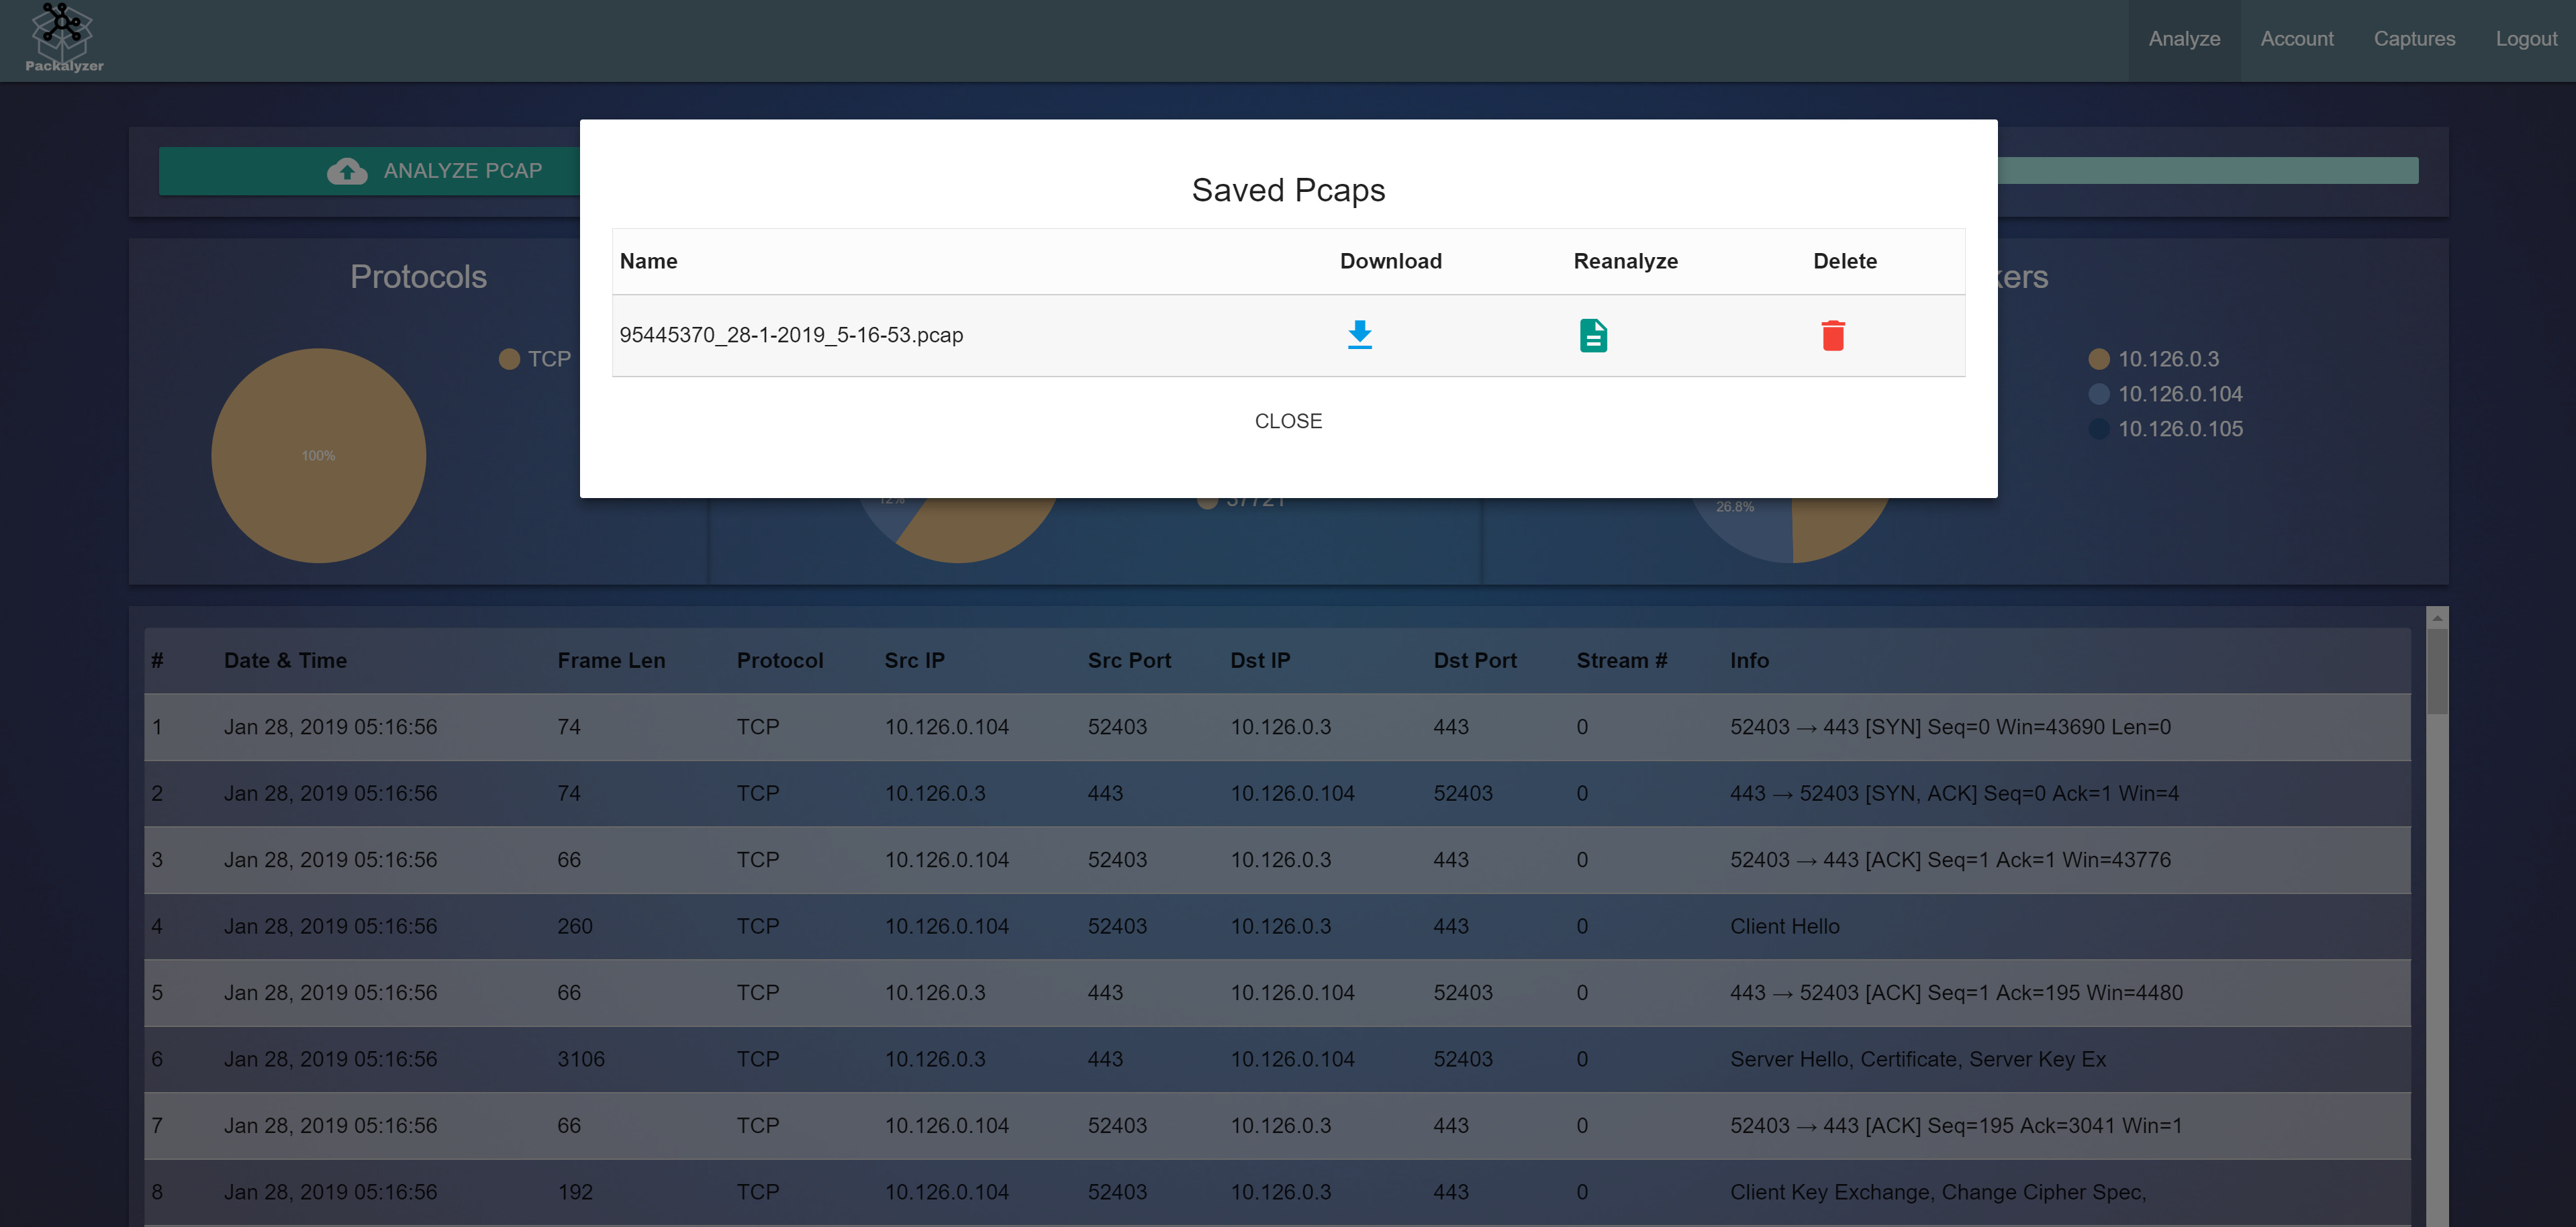 Packalyzer
Analyze Account Captures Logout
ANALYZE PCAP
Saved Pcaps
Name Download Reanalyze Delete
95445370_28-1-2019_5-16-53.pcap
CLOSE
Protocols
TCP
100%
12%
26.8%
10.126.0.3
10.126.0.104
10.126.0.105
# Date & Time Frame Len Protocol Src IP Src Port Dst IP Dst Port Stream # Info
1 Jan 28, 2019 05:16:56 74 TCP 10.126.0.104 52403 10.126.0.3 443 0 52403 → 443 [SYN] Seq=0 Win=43690 Len=0
2 Jan 28, 2019 05:16:56 74 TCP 10.126.0.3 443 10.126.0.104 52403 0 443 → 52403 [SYN, ACK] Seq=0 Ack=1 Win=4
3 Jan 28, 2019 05:16:56 66 TCP 10.126.0.104 52403 10.126.0.3 443 0 52403 → 443 [ACK] Seq=1 Ack=1 Win=43776
4 Jan 28, 2019 05:16:56 260 TCP 10.126.0.104 52403 10.126.0.3 443 0 Client Hello
5 Jan 28, 2019 05:16:56 66 TCP 10.126.0.3 443 10.126.0.104 52403 0 443 → 52403 [ACK] Seq=1 Ack=195 Win=4480
6 Jan 28, 2019 05:16:56 3106 TCP 10.126.0.3 443 10.126.0.104 52403 0 Server Hello, Certificate, Server Key Ex
7 Jan 28, 2019 05:16:56 66 TCP 10.126.0.104 52403 10.126.0.3 443 0 52403 → 443 [ACK] Seq=195 Ack=3041 Win=1
8 Jan 28, 2019 05:16:56 192 TCP 10.126.0.104 52403 10.126.0.3 443 0 Client Key Exchange, Change Cipher Spec,